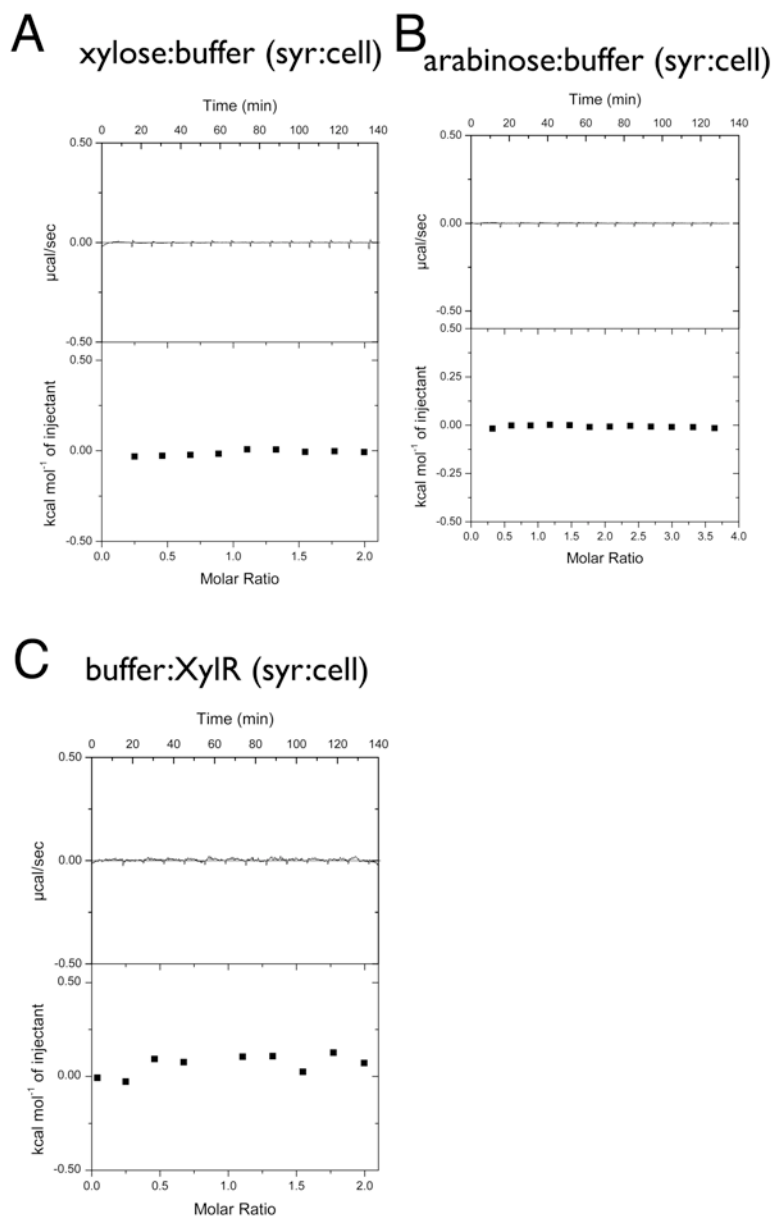 A
xylose:buffer (syr:cell)
Time (min)
0 20 40 60 80 100 120 140
0.50
0.00
-0.50
µcal/sec
0.50
0.00
-0.50
kcal mol⁻¹ of injectant
0.0 0.5 1.0 1.5 2.0
Molar Ratio
B
arabinose:buffer (syr:cell)
Time (min)
0 20 40 60 80 100 120 140
0.50
0.00
-0.50
µcal/sec
0.50
0.25
0.00
-0.25
-0.50
kcal mol⁻¹ of injectant
0.0 0.5 1.0 1.5 2.0 2.5 3.0 3.5 4.0
Molar Ratio
C
buffer:XylR (syr:cell)
Time (min)
0 20 40 60 80 100 120 140
0.50
0.00
-0.50
µcal/sec
0.50
0.00
-0.50
kcal mol⁻¹ of injectant
0.0 0.5 1.0 1.5 2.0
Molar Ratio